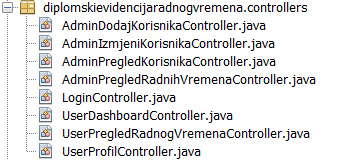 diplomskievidencijaradnogvremena.controllers
AdminDodajKorisnikaController.java
AdminIzmjeniKorisnikaController.java
AdminPregledKorisnikaController.java
AdminPregledRadnihVremenaController.java
LoginController.java
UserDashboardController.java
UserPregledRadnogVremenaController.java
UserProfilController.java